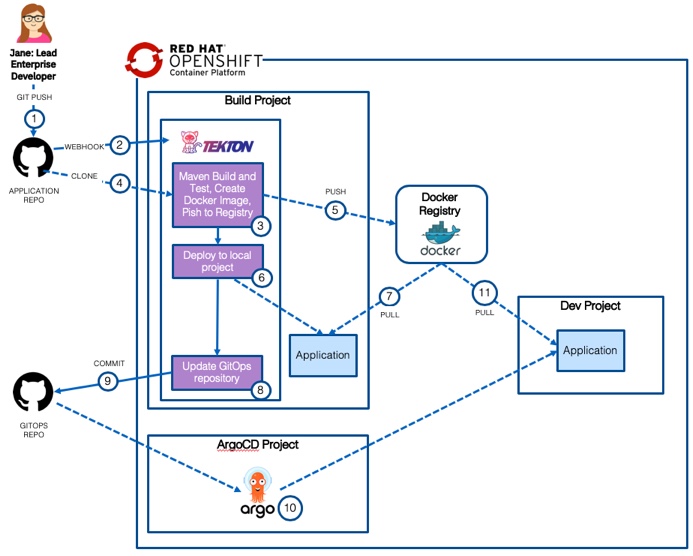 Jane: Lead
Enterprise
Developer
GIT PUSH
1
WEBHOOK
2
CLONE
4
APPLICATION
REPO
RED HAT®
OPENSHIFT
Container Platform
Build Project
TEKTON
Maven Build and
Test, Create
Docker Image,
Pish to Registry
3
PUSH
5
Docker
Registry
docker
Deploy to local
project
6
7
PULL
11
PULL
Dev Project
Application
Application
Update GitOps
repository
8
COMMIT
9
GITOPS
REPO
ArgoCD Project
argo
10